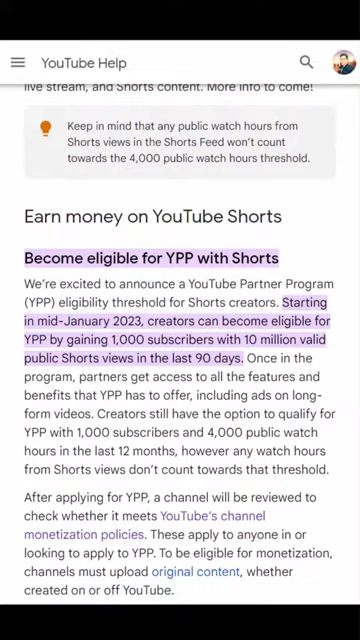 YouTube Help
live stream, and Shorts content. More info to come!
Keep in mind that any public watch hours from
Shorts views in the Shorts Feed won't count
towards the 4,000 public watch hours threshold.
Earn money on YouTube Shorts
Become eligible for YPP with Shorts
We're excited to announce a YouTube Partner Program
(YPP) eligibility threshold for Shorts creators. Starting
in mid-January 2023, creators can become eligible for
YPP by gaining 1,000 subscribers with 10 million valid
public Shorts views in the last 90 days. Once in the
program, partners get access to all the features and
benefits that YPP has to offer, including ads on long-
form videos. Creators still have the option to qualify for
YPP with 1,000 subscribers and 4,000 public watch
hours in the last 12 months, however any watch hours
from Shorts views don't count towards that threshold.
After applying for YPP, a channel will be reviewed to
check whether it meets YouTube's channel
monetization policies. These apply to anyone in or
looking to apply to YPP. To be eligible for monetization,
channels must upload original content, whether
created on or off YouTube.